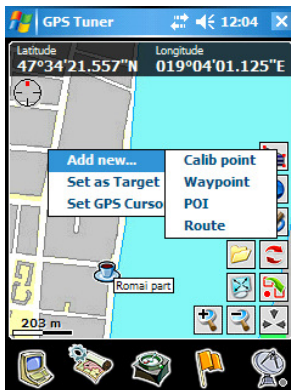 GPS Tuner 12:04
Latitude Longitude
47°34'21.557"N 019°04'01.125"E
Add new... Calib point
Set as Target Waypoint
Set GPS Curso POI
Route
Romai part
203 m